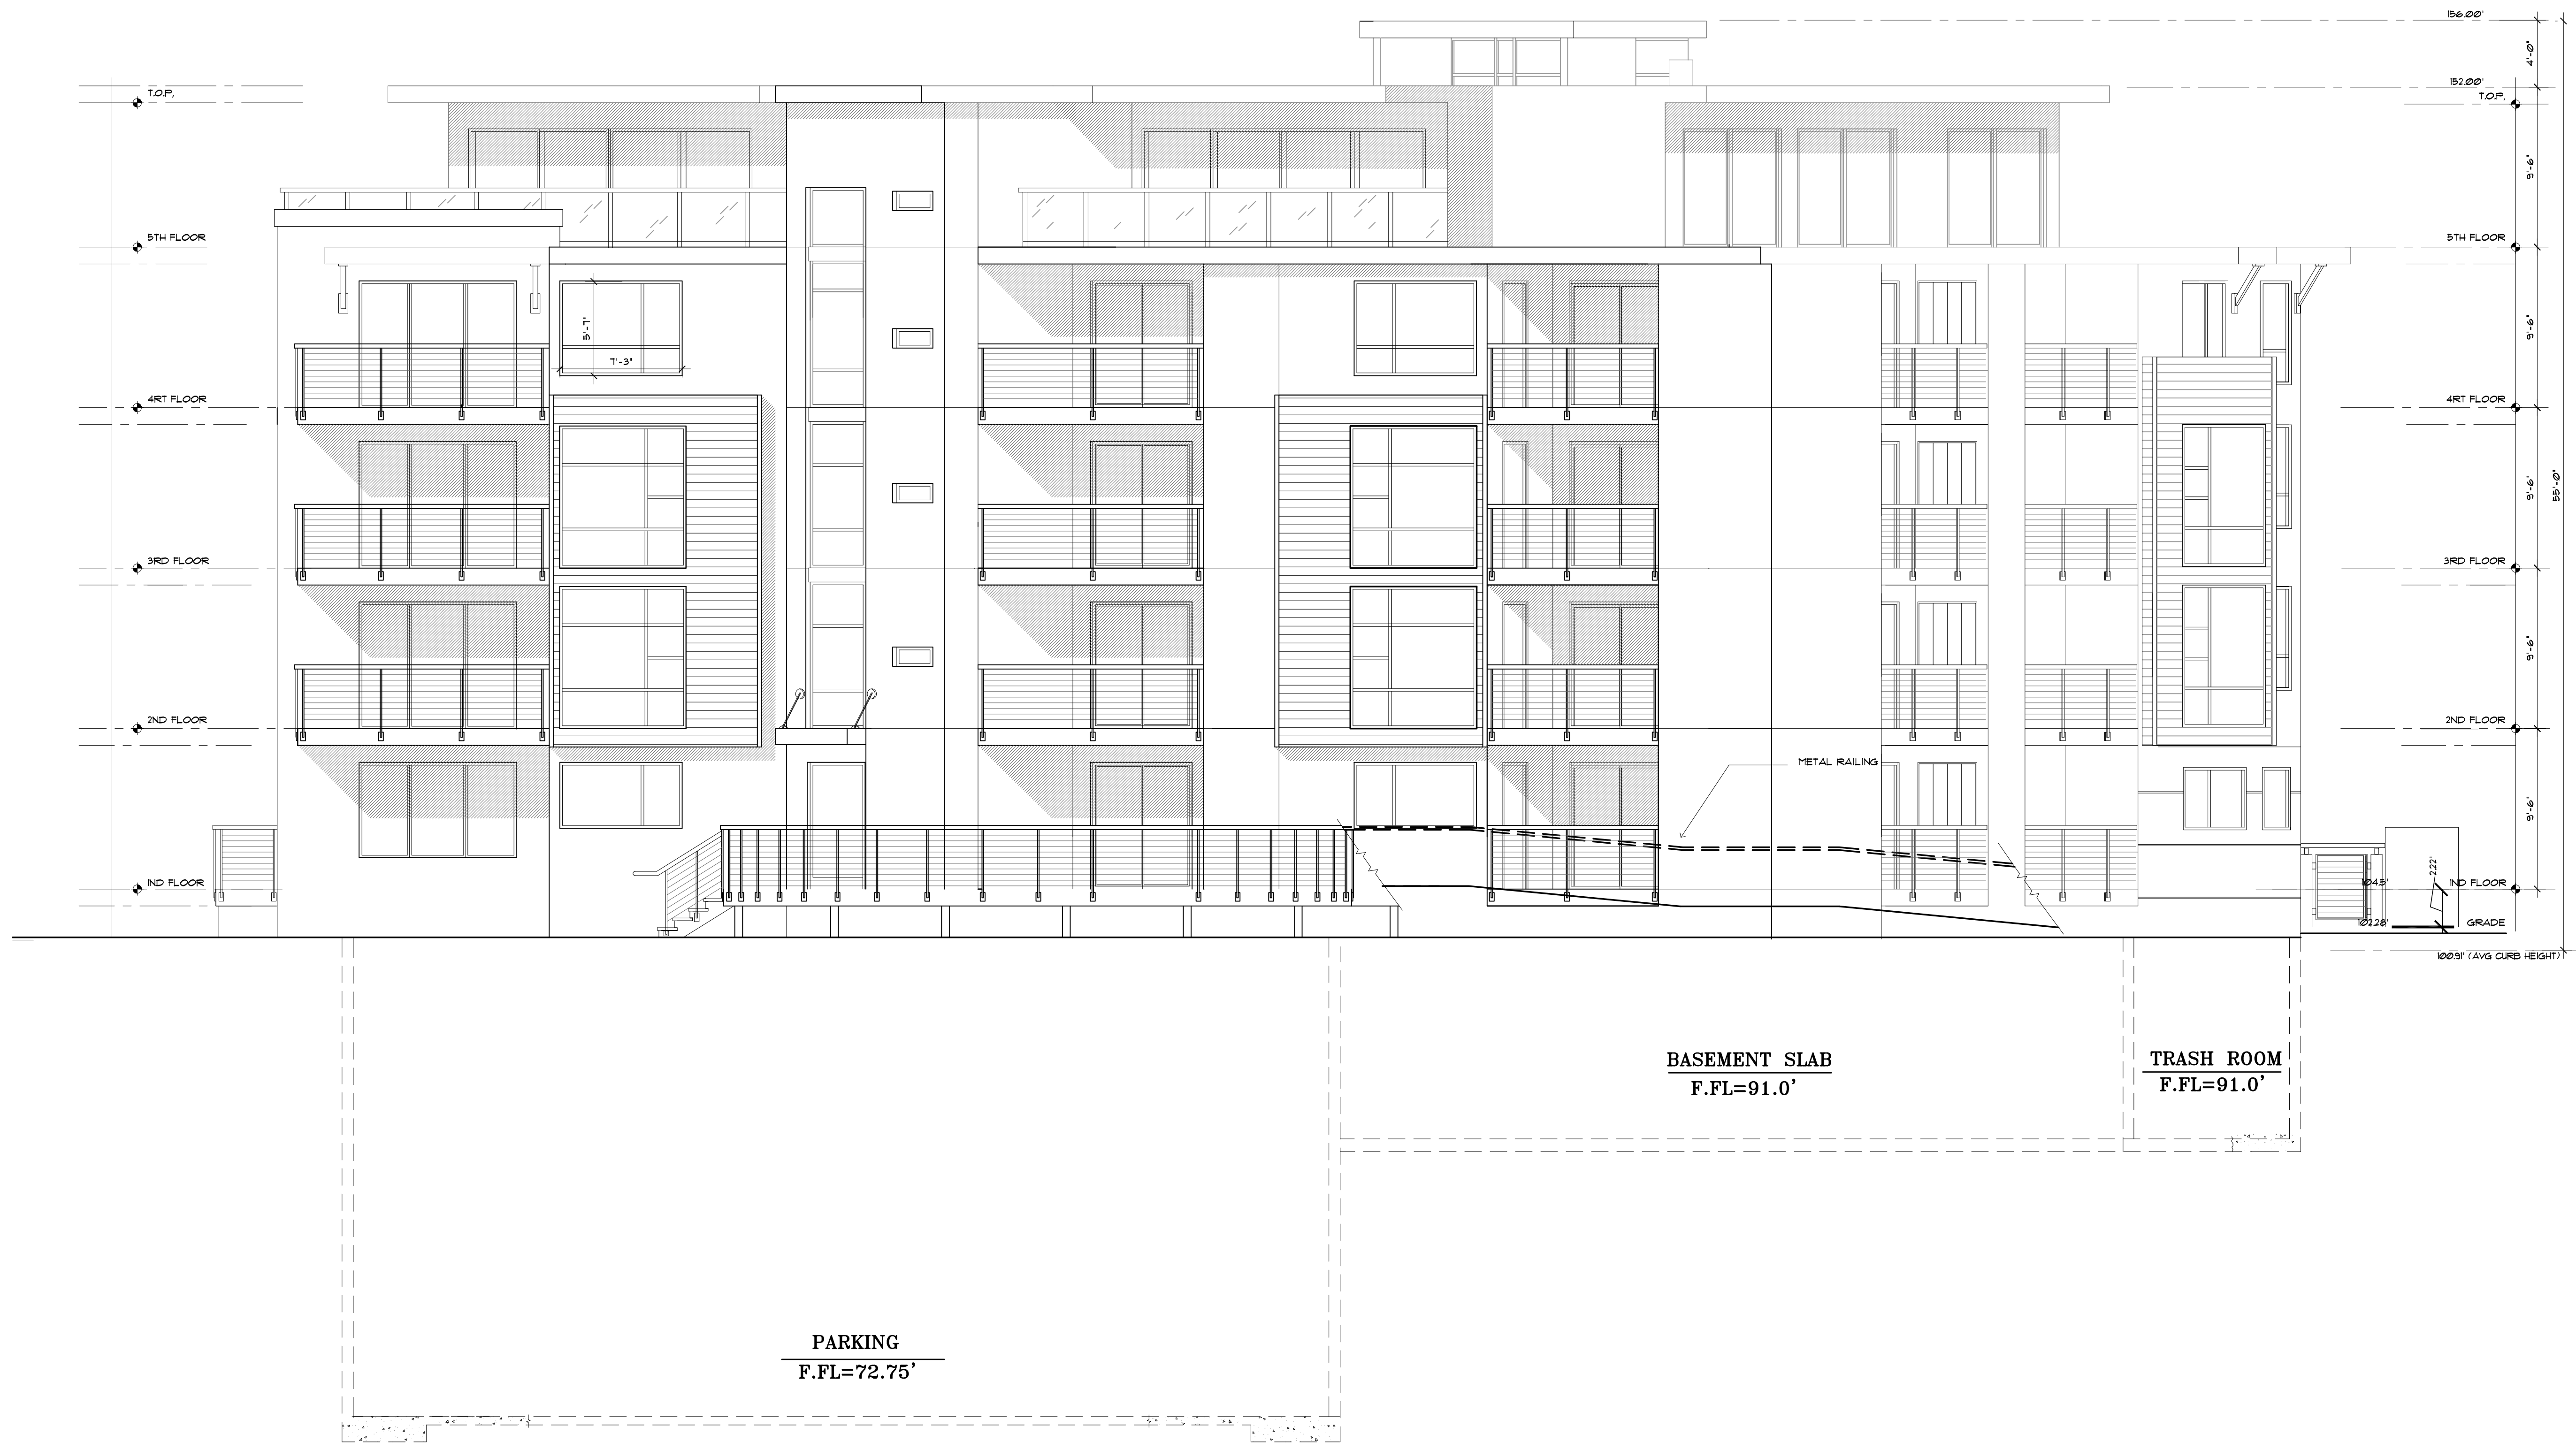 156.00'
4'-0"
152.00'
T.O.P.
T.O.P.
9'-6"
5TH FLOOR
5TH FLOOR
5'-7"
9'-6"
7'-3"
4RT FLOOR
4RT FLOOR
9'-6"
55'-0"
3RD FLOOR
3RD FLOOR
9'-6"
2ND FLOOR
2ND FLOOR
METAL RAILING
9'-6"
1ND FLOOR
104.5'
2.22'
1ND FLOOR
102.28'
GRADE
100.91' (AVG CURB HEIGHT)
BASEMENT SLAB
F.FL=91.0'
TRASH ROOM
F.FL=91.0'
PARKING
F.FL=72.75'